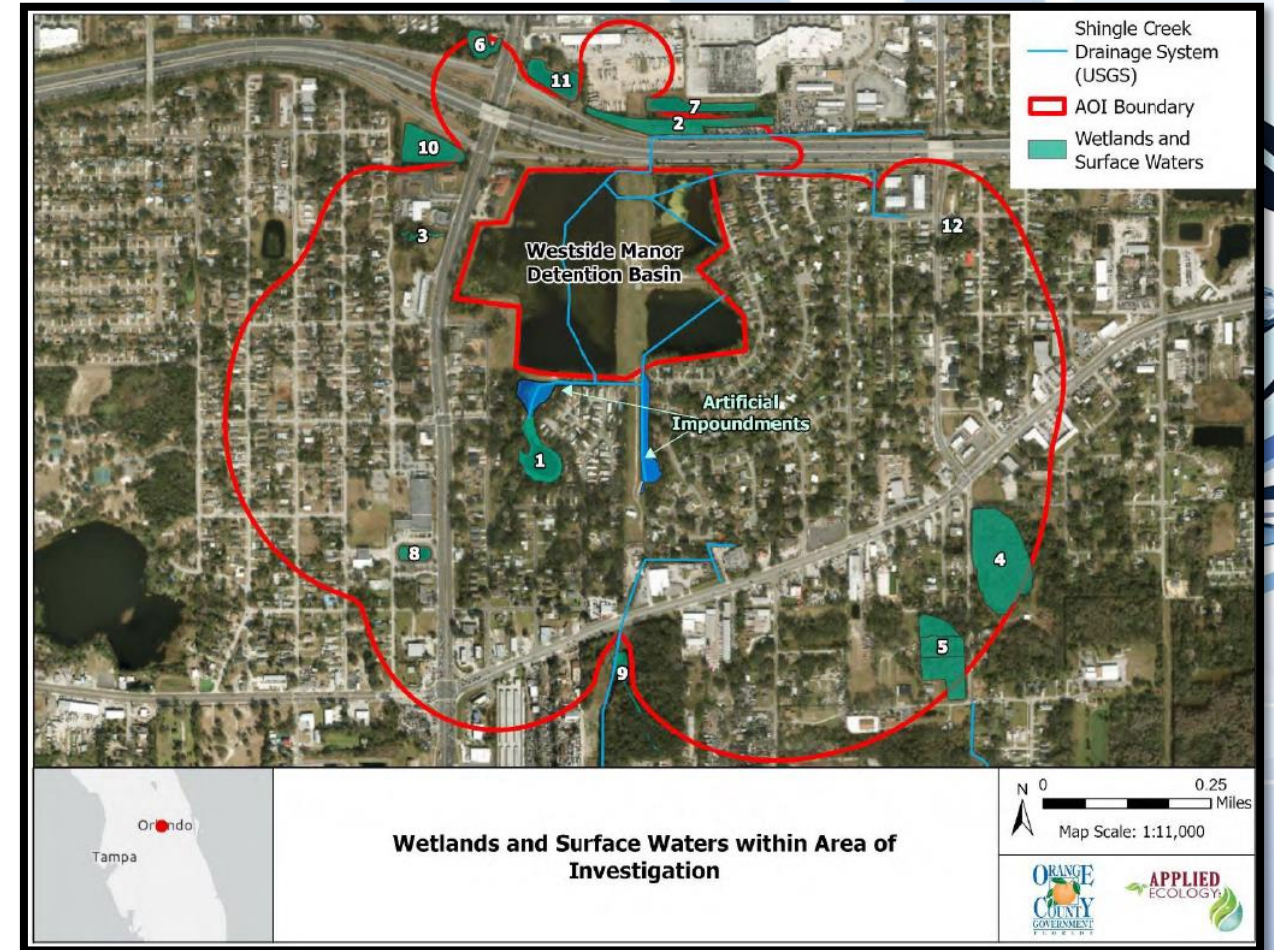 Shingle Creek
Drainage System
(USGS)
AOI Boundary
Wetlands and
Surface Waters
6
11
7
2
10
3
12
Westside Manor
Detention Basin
Artificial
Impoundments
1
8
4
5
9
Orlando
Tampa
Wetlands and Surface Waters within Area of
Investigation
N
0
0.25
Miles
Map Scale: 1:11,000
ORANGE
COUNTY
GOVERNMENT
FLORIDA
APPLIED
ECOLOGY